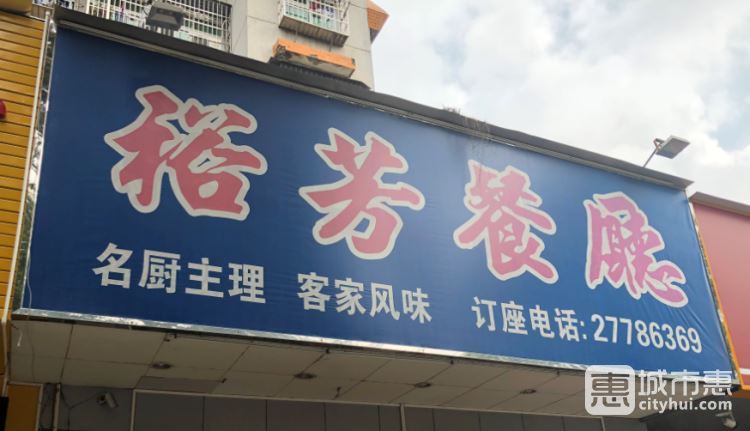 裕芳餐廳
名厨主理 客家风味 订座电话:27786369
惠 城市惠
cityhui.com